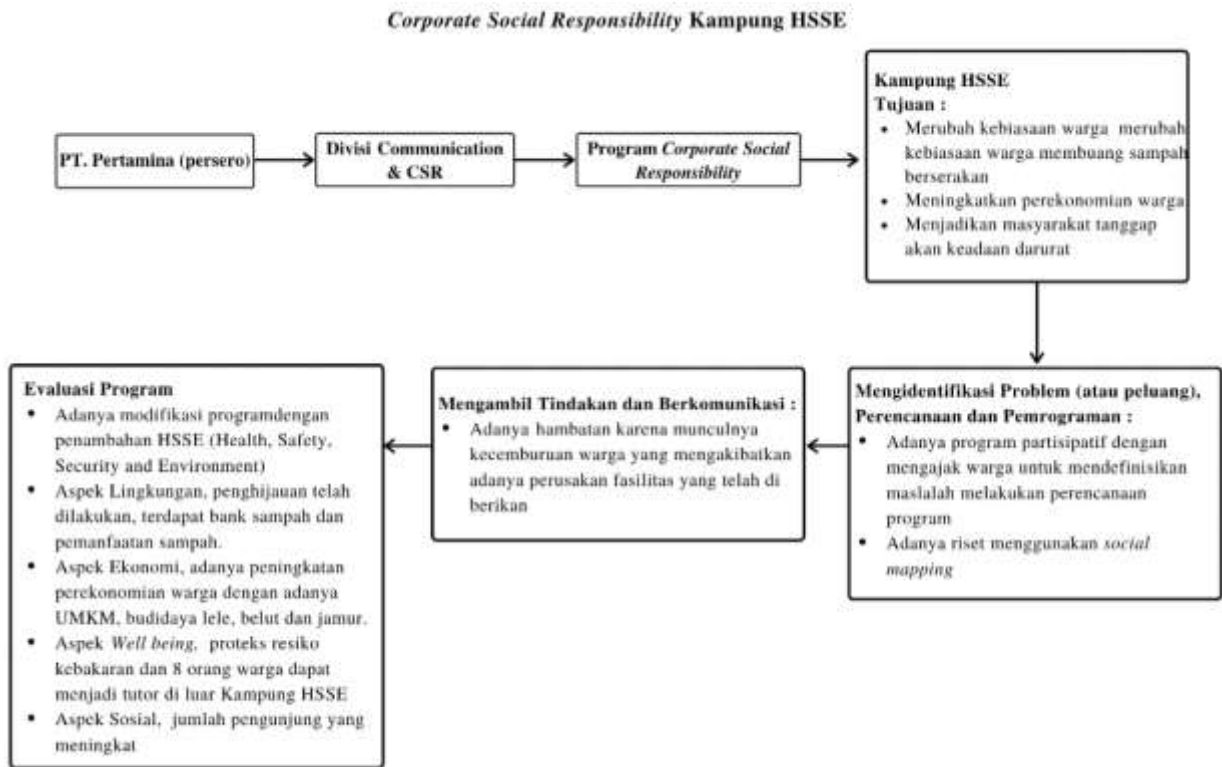 Corporate Social Responsibility Kampung HSSE
PT. Pertamina (persero)
Divisi Communication
& CSR
Program Corporate Social
Responsibility
Kampung HSSE
Tujuan :
• Merubah kebiasaan warga merubah
kebiasaan warga membuang sampah
berserakan
• Meningkatkan perekonomian warga
• Menjadikan masyarakat tanggap
akan keadaan darurat
Mengidentifikasi Problem (atau peluang),
Perencanaan dan Pemrograman :
• Adanya program partisipatif dengan
mengajak warga untuk mendefinisikan
maslalah melakukan perencanaan
program
• Adanya riset menggunakan social
mapping
Mengambil Tindakan dan Berkomunikasi :
• Adanya hambatan karena munculnya
kecemburuan warga yang mengakibatkan
adanya perusakan fasilitas yang telah di
berikan
Evaluasi Program
• Adanya modifikasi programdengan
penambahan HSSE (Health, Safety,
Security and Environment)
• Aspek Lingkungan, penghijauan telah
dilakukan, terdapat bank sampah dan
pemanfaatan sampah.
• Aspek Ekonomi, adanya peningkatan
perekonomian warga dengan adanya
UMKM, budidaya lele, belut dan jamur.
• Aspek Well being, proteks resiko
kebakaran dan 8 orang warga dapat
menjadi tutor di luar Kampung HSSE
• Aspek Sosial, jumlah pengunjung yang
meningkat